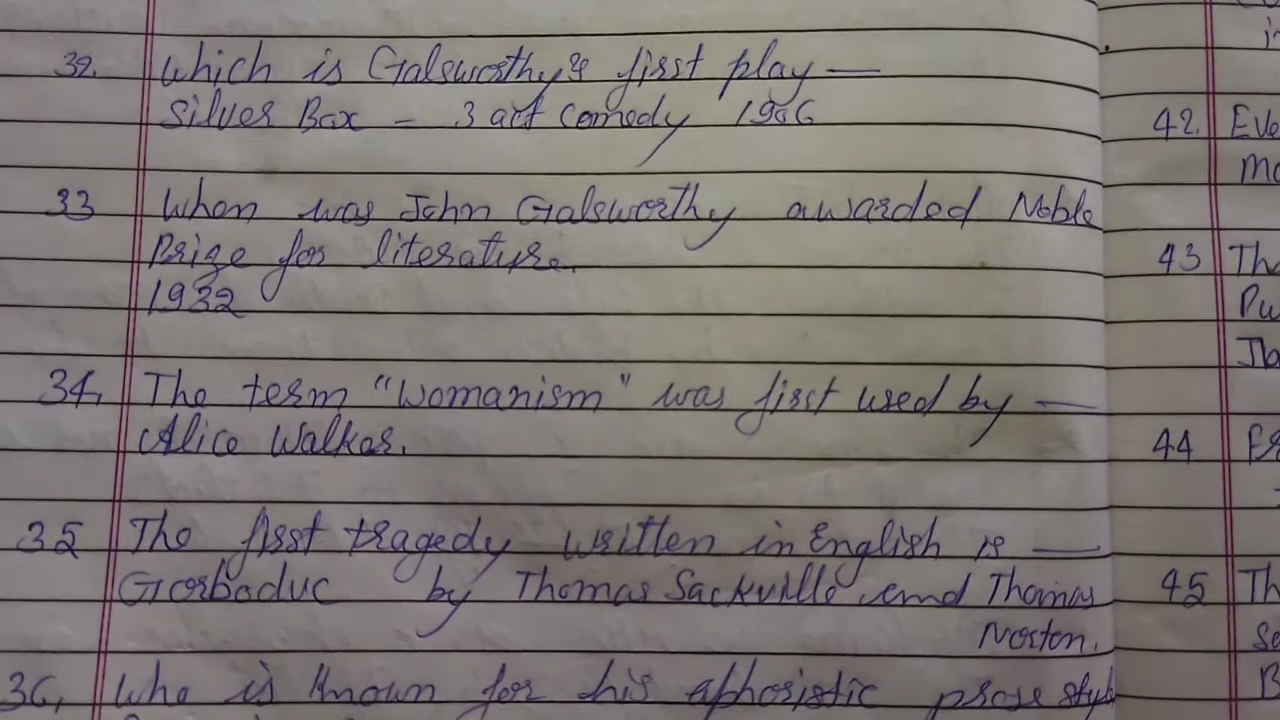 32. Which is Galsworthy's first play —
Silver Box - 3 act comedy 1906
33 When was John Galsworthy awarded Noble
Prize for literature.
1932
34. The term "Womanism" was first used by —
Alice Walker.
35 The first tragedy written in English is —
Gorboduc by Thomas Sackville and Thomas
Norton.
36. Who is known for his aphoristic prose style
42. Eve
43 The
44
45 Th